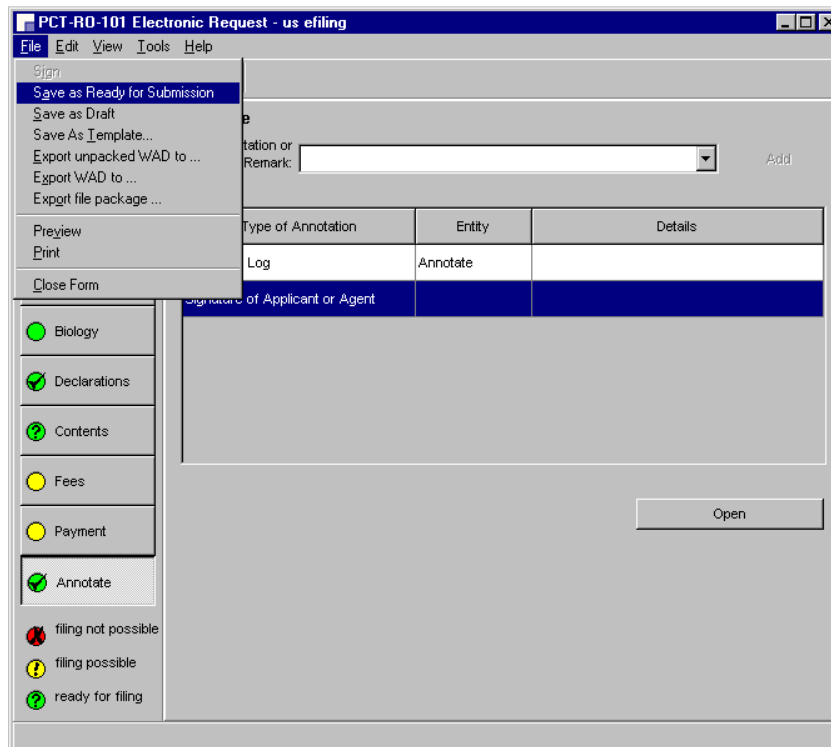 PCT-RO-101 Electronic Request - us efiling
File Edit View Tools Help
Sign
Save as Ready for Submission
Save as Draft
Save As Template...
Export unpacked WAD to ...
Export WAD to ...
Export file package ...
Preview
Print
Close Form
e
tation or
Remark:
Add
Type of Annotation Entity Details
Log Annotate
Signature of Applicant or Agent
Biology
Declarations
Contents
Fees
Payment
Annotate
Open
filing not possible
filing possible
ready for filing